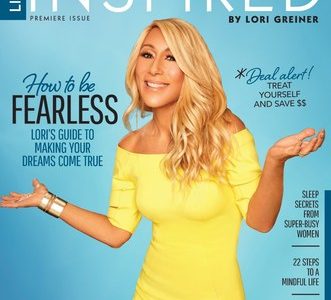 LI
INSPIRED
PREMIERE ISSUE
BY LORI GREINER
How to be
FEARLESS
LORI'S GUIDE TO
MAKING YOUR
DREAMS COME TRUE
*Deal alert!
TREAT
YOURSELF
AND SAVE $$
SLEEP
SECRETS
FROM
SUPER-BUSY
WOMEN
22 STEPS
TO A
MINDFUL LIFE